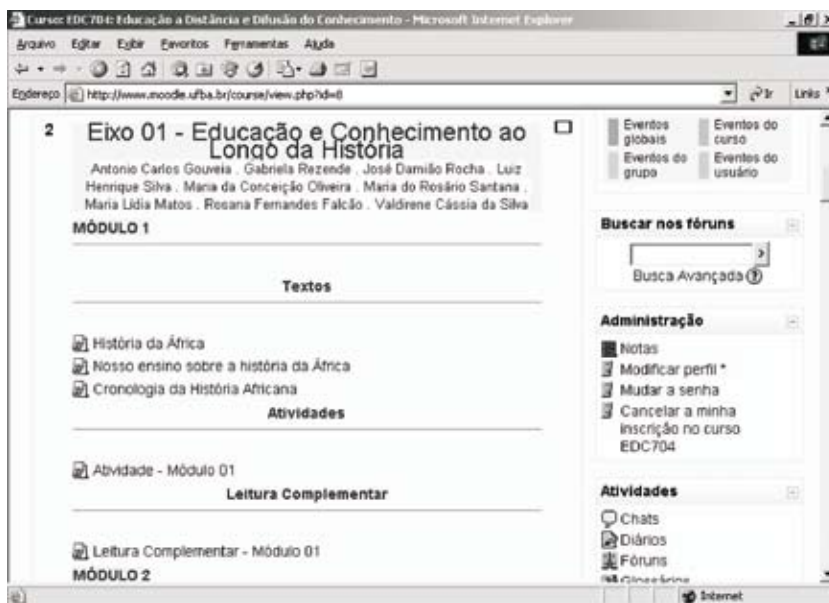 Curso: EDC704: Educação a Distância e Difusão do Conhecimento - Microsoft Internet Explorer
Arquivo Editar Exibir Favoritos Ferramentas Ajuda
Endereço http://www.moodle.ufba.br/course/view.php?id=8 Ir Links
2
Eixo 01 - Educação e Conhecimento ao
Longo da História
Antonio Carlos Gouveia . Gabriela Rezende . José Damião Rocha . Luiz
Henrique Silva . Maria da Conceição Oliveira . Maria do Rosário Santana .
Maria Lídia Matos . Rosana Fernandes Falcão . Valdirene Cássia da Silva
MÓDULO 1
Textos
História da África
Nosso ensino sobre a história da África
Cronologia da História Africana
Atividades
Atividade - Módulo 01
Leitura Complementar
Leitura Complementar - Módulo 01
MÓDULO 2
Eventos globais
Eventos do curso
Eventos do grupo
Eventos do usuário
Buscar nos fóruns
Busca Avançada
Administração
Notas
Modificar perfil *
Mudar a senha
Cancelar a minha
inscrição no curso
EDC704
Atividades
Chats
Diários
Fóruns
Glossários
Internet